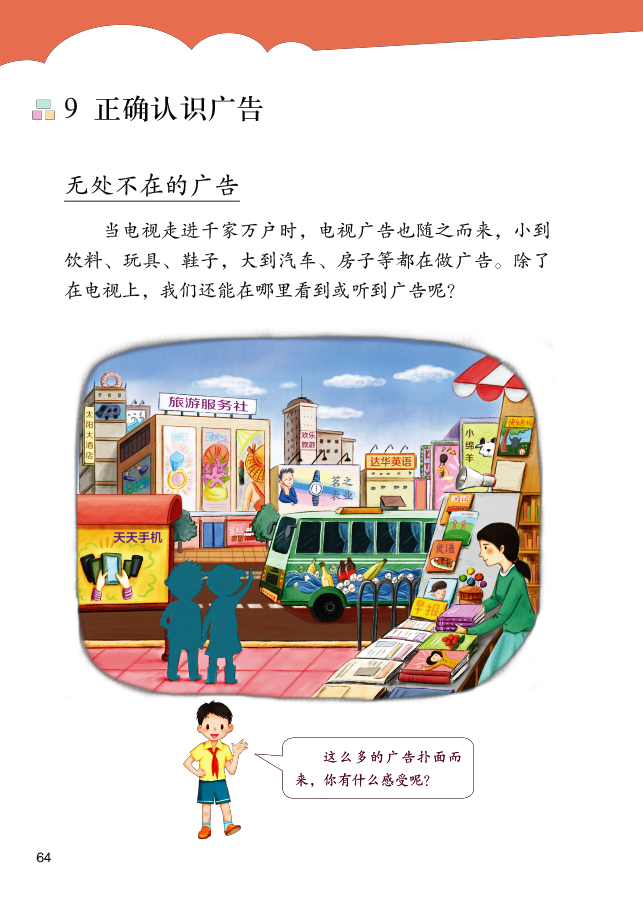 9 正确认识广告
无处不在的广告
当电视走进千家万户时，电视广告也随之而来，小到
饮料、玩具、鞋子，大到汽车、房子等都在做广告。除了
在电视上，我们还能在哪里看到或听到广告呢？
旅游服务社
太阳大酒店
欢乐
旅游
达华英语
小绵羊
天天手机
食谱
早报
这么多的广告扑面而
来，你有什么感受呢？
64